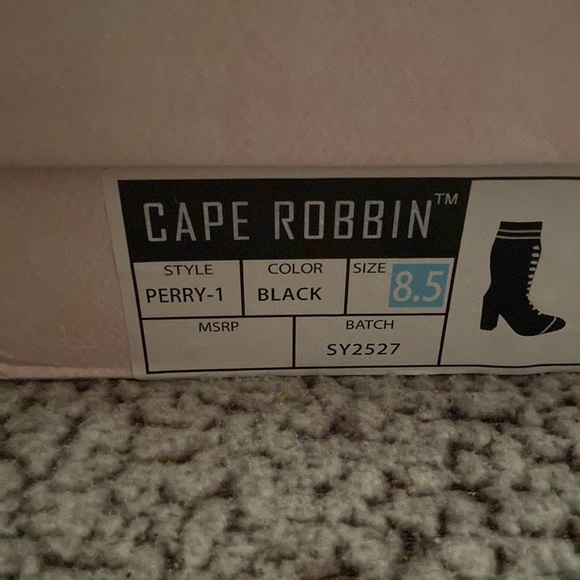 CAPE ROBBIN™
STYLE COLOR SIZE 8.5
PERRY-1 BLACK
MSRP BATCH
SY2527